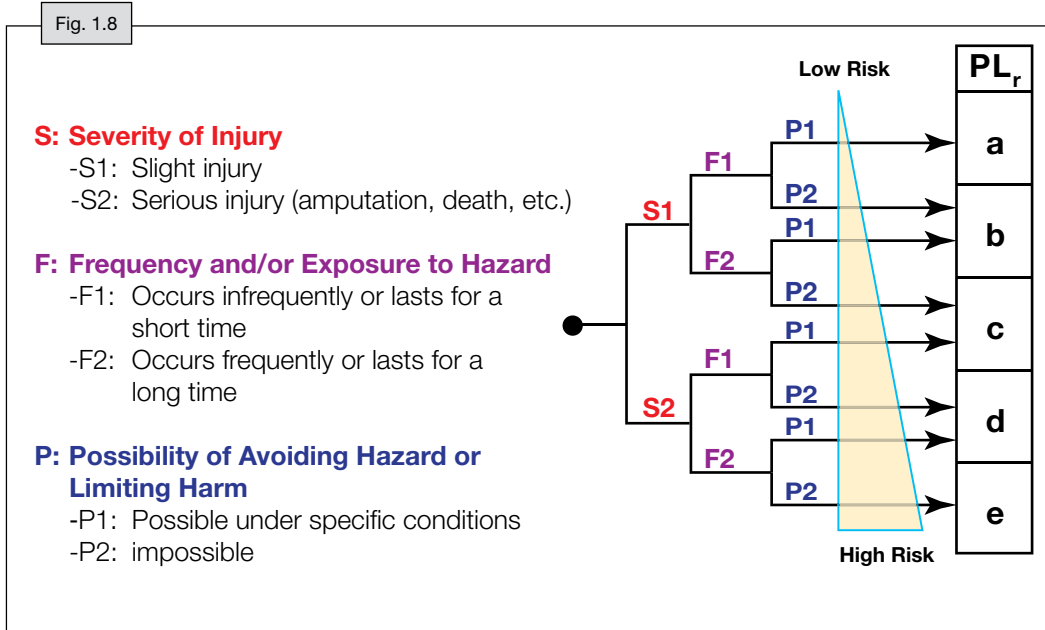 Fig. 1.8
S: Severity of Injury
-S1: Slight injury
-S2: Serious injury (amputation, death, etc.)
F: Frequency and/or Exposure to Hazard
-F1: Occurs infrequently or lasts for a
short time
-F2: Occurs frequently or lasts for a
long time
P: Possibility of Avoiding Hazard or
Limiting Harm
-P1: Possible under specific conditions
-P2: impossible
Low Risk
PLr
S1
F1
P1
P2
F2
P1
P2
S2
F1
P1
P2
F2
P1
P2
a
b
c
d
e
High Risk